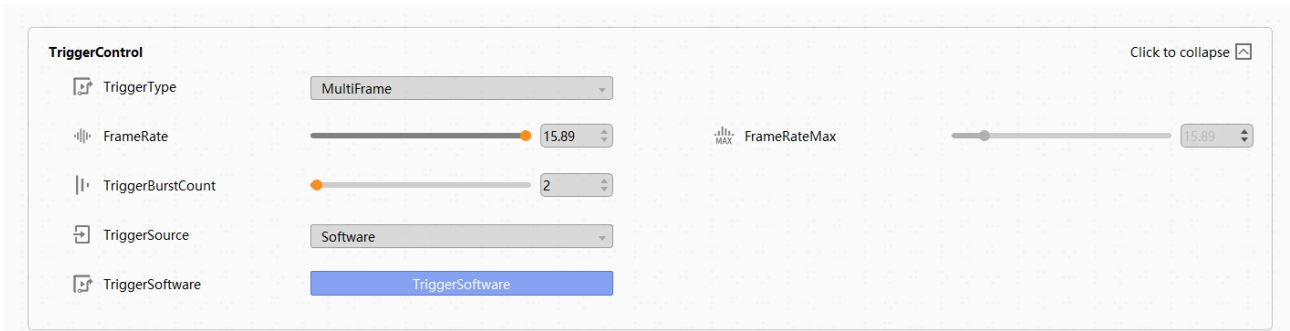 TriggerControl Click to collapse
TriggerType MultiFrame
FrameRate 15.89 MAX FrameRateMax 15.89
TriggerBurstCount 2
TriggerSource Software
TriggerSoftware TriggerSoftware